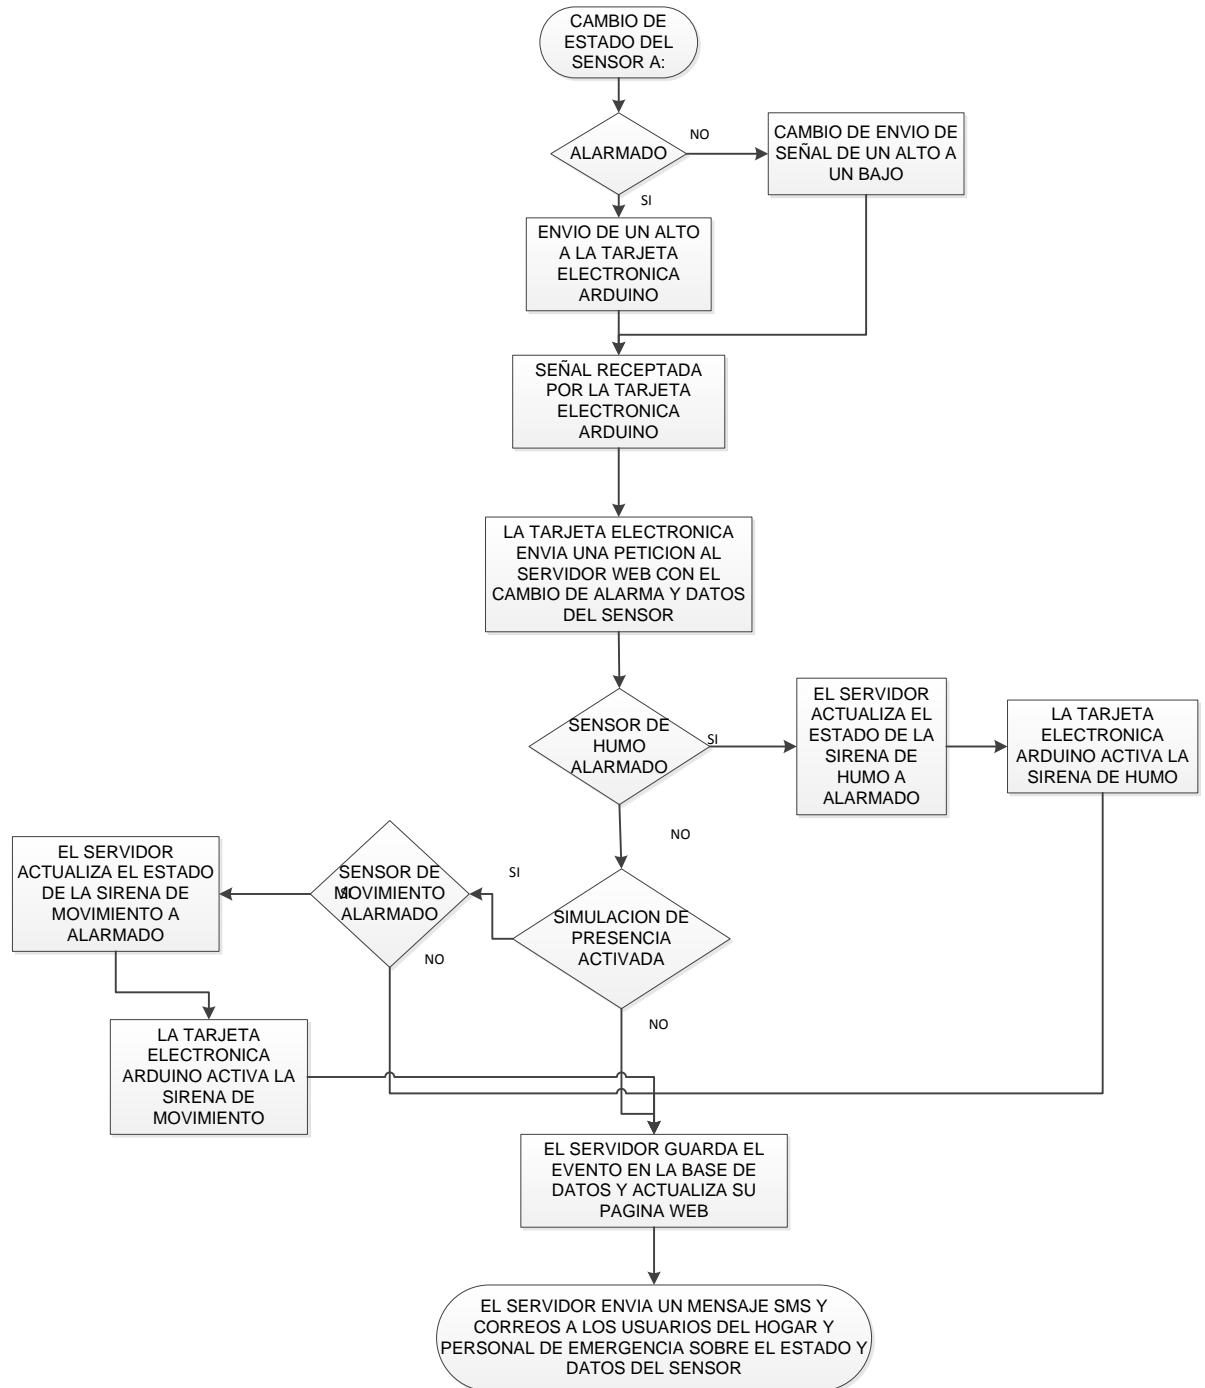 CAMBIO DE
ESTADO DEL
SENSOR A:
ALARMADO
NO
CAMBIO DE ENVIO DE
SEÑAL DE UN ALTO A
UN BAJO
SI
ENVIO DE UN ALTO
A LA TARJETA
ELECTRONICA
ARDUINO
SEÑAL RECEPTADA
POR LA TARJETA
ELECTRONICA
ARDUINO
LA TARJETA ELECTRONICA
ENVIA UNA PETICION AL
SERVIDOR WEB CON EL
CAMBIO DE ALARMA Y DATOS
DEL SENSOR
SENSOR DE
HUMO
ALARMADO
SI
EL SERVIDOR
ACTUALIZA EL
ESTADO DE LA
SIRENA DE
HUMO A
ALARMADO
LA TARJETA
ELECTRONICA
ARDUINO ACTIVA LA
SIRENA DE HUMO
NO
SIMULACION DE
PRESENCIA
ACTIVADA
SI
SENSOR DE
MOVIMIENTO
ALARMADO
SI
EL SERVIDOR
ACTUALIZA EL ESTADO
DE LA SIRENA DE
MOVIMIENTO A
ALARMADO
NO
NO
LA TARJETA
ELECTRONICA
ARDUINO ACTIVA LA
SIRENA DE
MOVIMIENTO
EL SERVIDOR GUARDA EL
EVENTO EN LA BASE DE
DATOS Y ACTUALIZA SU
PAGINA WEB
EL SERVIDOR ENVIA UN MENSAJE SMS Y
CORREOS A LOS USUARIOS DEL HOGAR Y
PERSONAL DE EMERGENCIA SOBRE EL ESTADO Y
DATOS DEL SENSOR